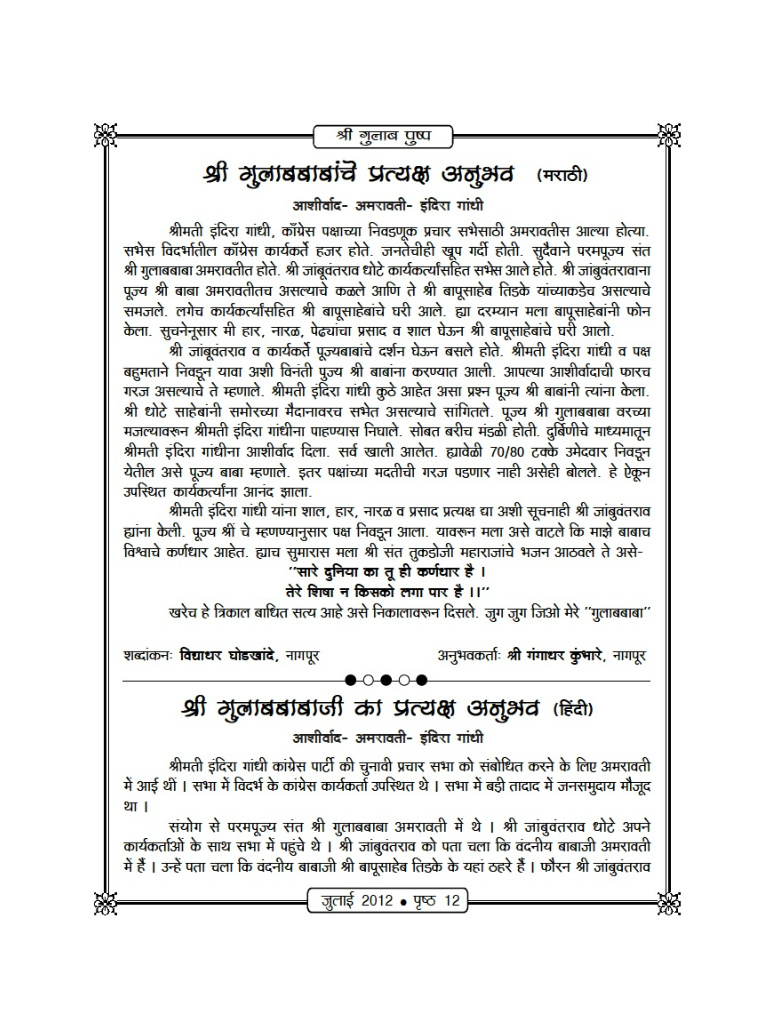 श्री गुलाब पुष्प
श्री गुलाबबाबांचे प्रत्यक्ष अनुभव (मराठी)
आशीर्वाद- अमरावती- इंदिरा गांधी
श्रीमती इंदिरा गांधी, काँग्रेस पक्षाच्या निवडणूक प्रचार सभेसाठी अमरावतीस आल्या होत्या.
सभेस विदर्भातील काँग्रेस कार्यकर्ते हजर होते. जनतेचीही खूप गर्दी होती. सुदैवाने परमपूज्य संत
श्री गुलाबबाबा अमरावतीत होते. श्री जांबूवंतराव धोटे कार्यकर्त्यांसहित सभेस आले होते. श्री जांबुवंतरावाना
पूज्य श्री बाबा अमरावतीतच असल्याचे कळले आणि ते श्री बापूसाहेब तिडके यांच्याकडेच असल्याचे
समजले. लगेच कार्यकर्त्यांसहित श्री बापूसाहेबांचे घरी आले. ह्या दरम्यान मला बापूसाहेबांनी फोन
केला. सुचनेनूसार मी हार, नारळ, पेढ्यांचा प्रसाद व शाल घेऊन श्री बापूसाहेबांचे घरी आलो.
श्री जांबूवंतराव व कार्यकर्ते पूज्यबाबांचे दर्शन घेऊन बसले होते. श्रीमती इंदिरा गांधी व पक्ष
बहुमताने निवडून यावा अशी विनंती पुज्य श्री बाबांना करण्यात आली. आपल्या आशीर्वादाची फारच
गरज असल्याचे ते म्हणाले. श्रीमती इंदिरा गांधी कुठे आहेत असा प्रश्न पूज्य श्री बाबांनी त्यांना केला.
श्री धोटे साहेबांनी समोरच्या मैदानावरच सभेत असल्याचे सांगितले. पूज्य श्री गुलाबबाबा वरच्या
मजल्यावरून श्रीमती इंदिरा गांधीना पाहण्यास निघाले. सोबत बरीच मंडळी होती. दुर्बिणीचे माध्यमातून
श्रीमती इंदिरा गांधीना आशीर्वाद दिला. सर्व खाली आलेत. ह्यावेळी 70/80 टक्के उमेदवार निवडून
येतील असे पूज्य बाबा म्हणाले. इतर पक्षांच्या मदतीची गरज पडणार नाही असेही बोलले. हे ऐकून
उपस्थित कार्यकर्त्यांना आनंद झाला.
श्रीमती इंदिरा गांधी यांना शाल, हार, नारळ व प्रसाद प्रत्यक्ष द्या अशी सूचनाही श्री जांबुवंतराव
ह्यांना केली. पूज्य श्रीं चे म्हणण्यानुसार पक्ष निवडून आला. यावरून मला असे वाटले कि माझे बाबाच
विश्वाचे कर्णधार आहेत. ह्याच सुमारास मला श्री संत तुकडोजी महाराजांचे भजन आठवले ते असे-
"सारे दुनिया का तू ही कर्णधार है ।
तेरे शिषा न किसको लगा पार है ।।"
खरेच हे त्रिकाल बाधित सत्य आहे असे निकालावरून दिसले. जुग जुग जिओ मेरे "गुलाबबाबा"
शब्दांकनः विद्याधर घोडखांदे, नागपूर अनुभवकर्ताः श्री गंगाधर कुंभारे, नागपूर
श्री गुलाबबाबाजी का प्रत्यक्ष अनुभव (हिंदी)
आशीर्वाद- अमरावती- इंदिरा गांधी
श्रीमती इंदिरा गांधी कांग्रेस पार्टी की चुनावी प्रचार सभा को संबोधित करने के लिए अमरावती
में आई थीं । सभा में विदर्भ के कांग्रेस कार्यकर्ता उपस्थित थे । सभा में बड़ी तादाद में जनसमुदाय मौजूद
था ।
संयोग से परमपूज्य संत श्री गुलाबबाबा अमरावती में थे । श्री जांबुवंतराव धोटे अपने
कार्यकर्ताओं के साथ सभा में पहुंचे थे । श्री जांबुवंतराव को पता चला कि वंदनीय बाबाजी अमरावती
में हैं । उन्हें पता चला कि वंदनीय बाबाजी श्री बापूसाहेब तिडके के यहां ठहरे हैं । फौरन श्री जांबुवंतराव
जुलाई 2012 ● पृष्ठ 12